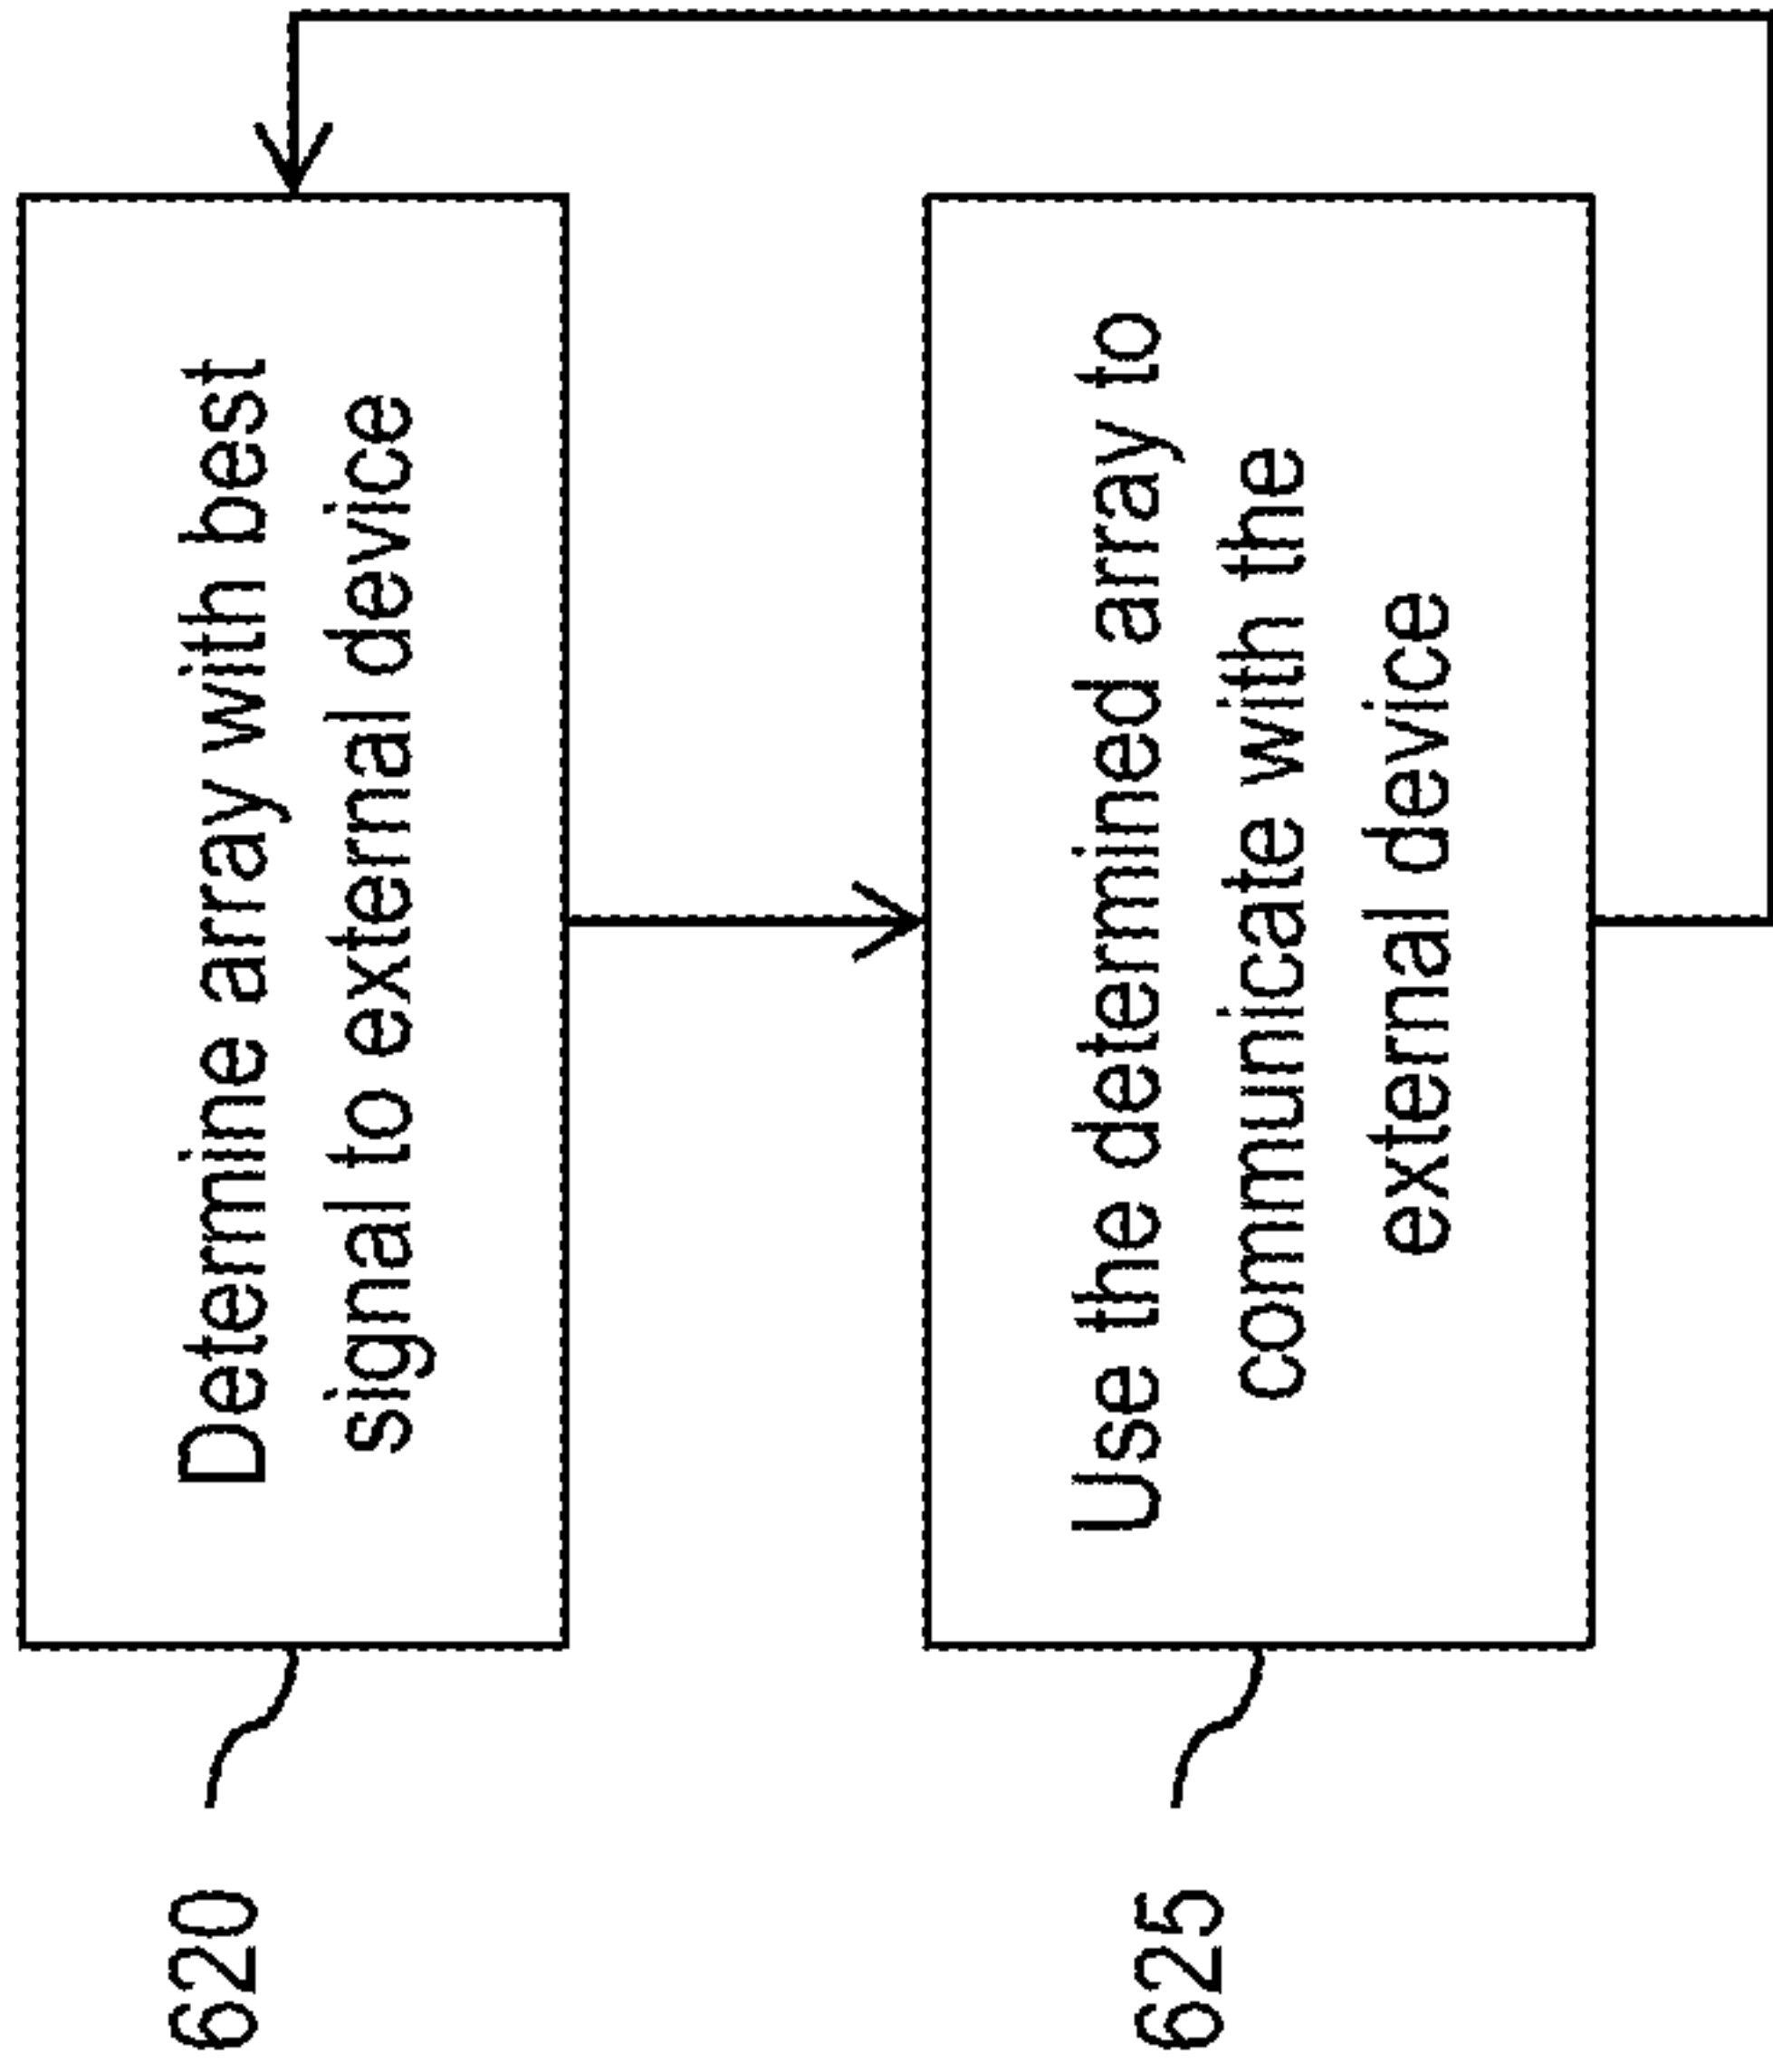 620
Determine array with best
signal to external device
625
Use the determined array to
communicate with the
external device